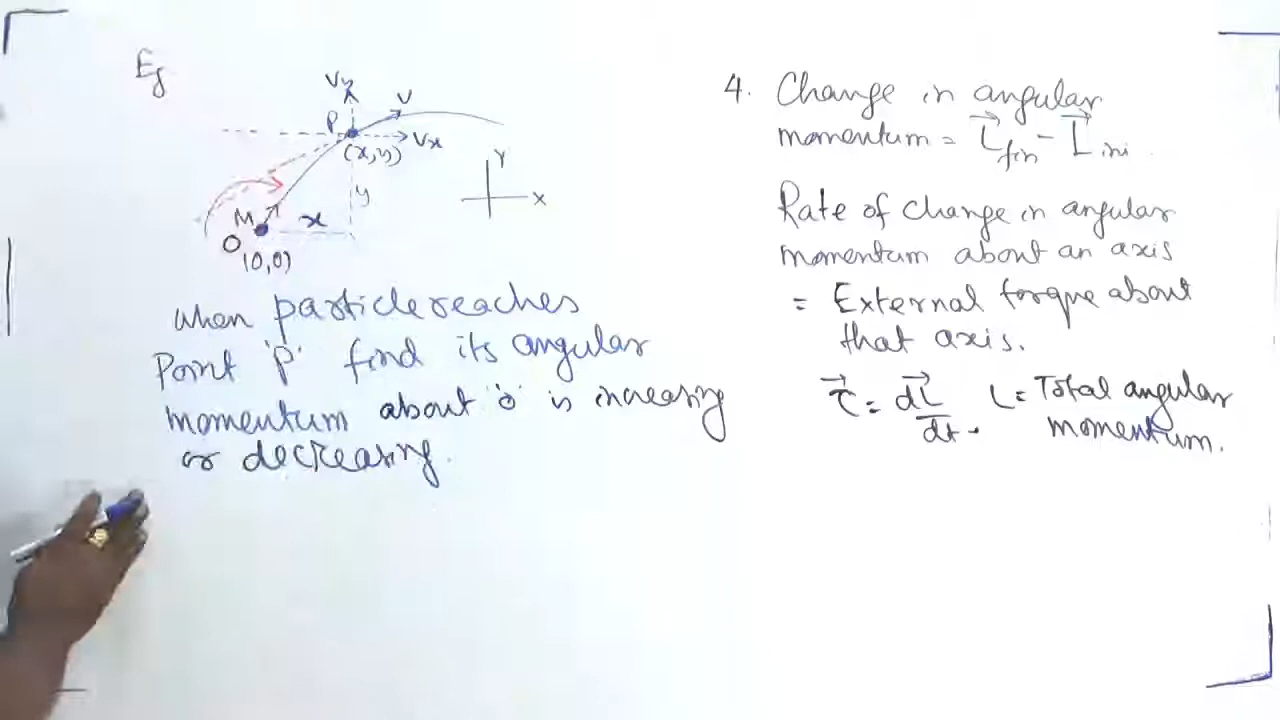 Eg
Vy
V
P
Vx
(x,y)
y
Y
X
M
x
O
(0,0)
when particle reaches
Point 'P' find its angular
momentum about 'o' is increasing
or decreasing.
4. Change in angular
momentum = L fin - L ini.
Rate of change in angular
momentum about an axis
= External torque about
that axis.
τ = dL/dt. L = Total angular
momentum.